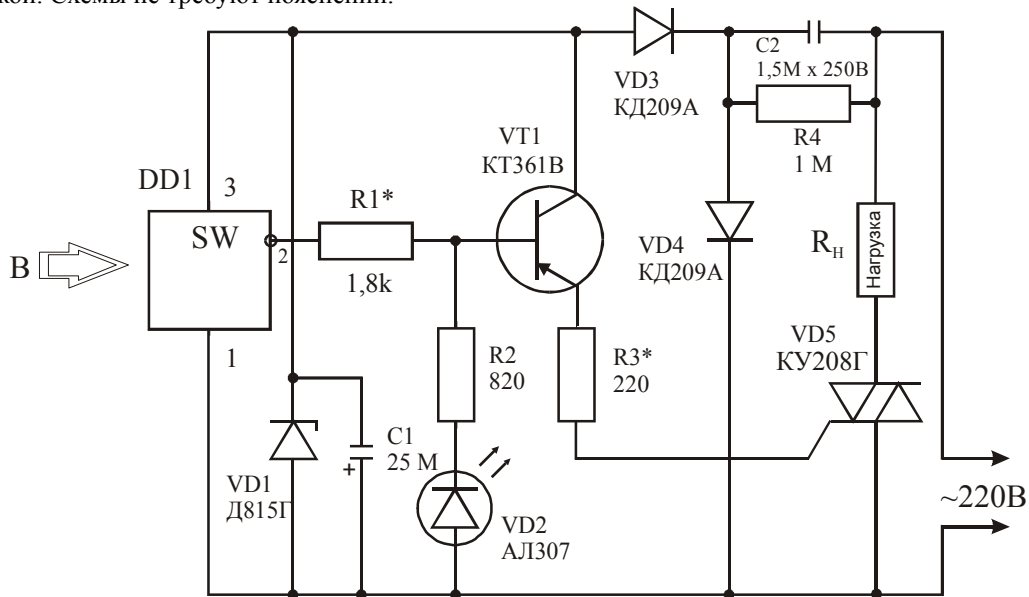 кой. Схемы не требуют пояснений.
C2
1,5М х 250В
VD3
КД209А
R4
1 М
VT1
КТ361В
DD1
3
R1*
SW
2
B
1,8k
1
VD4
КД209А
Rн
Нагрузка
R2
820
R3*
220
VD5
КУ208Г
C1
25 М
+
VD1
Д815Г
VD2
АЛ307
~220В